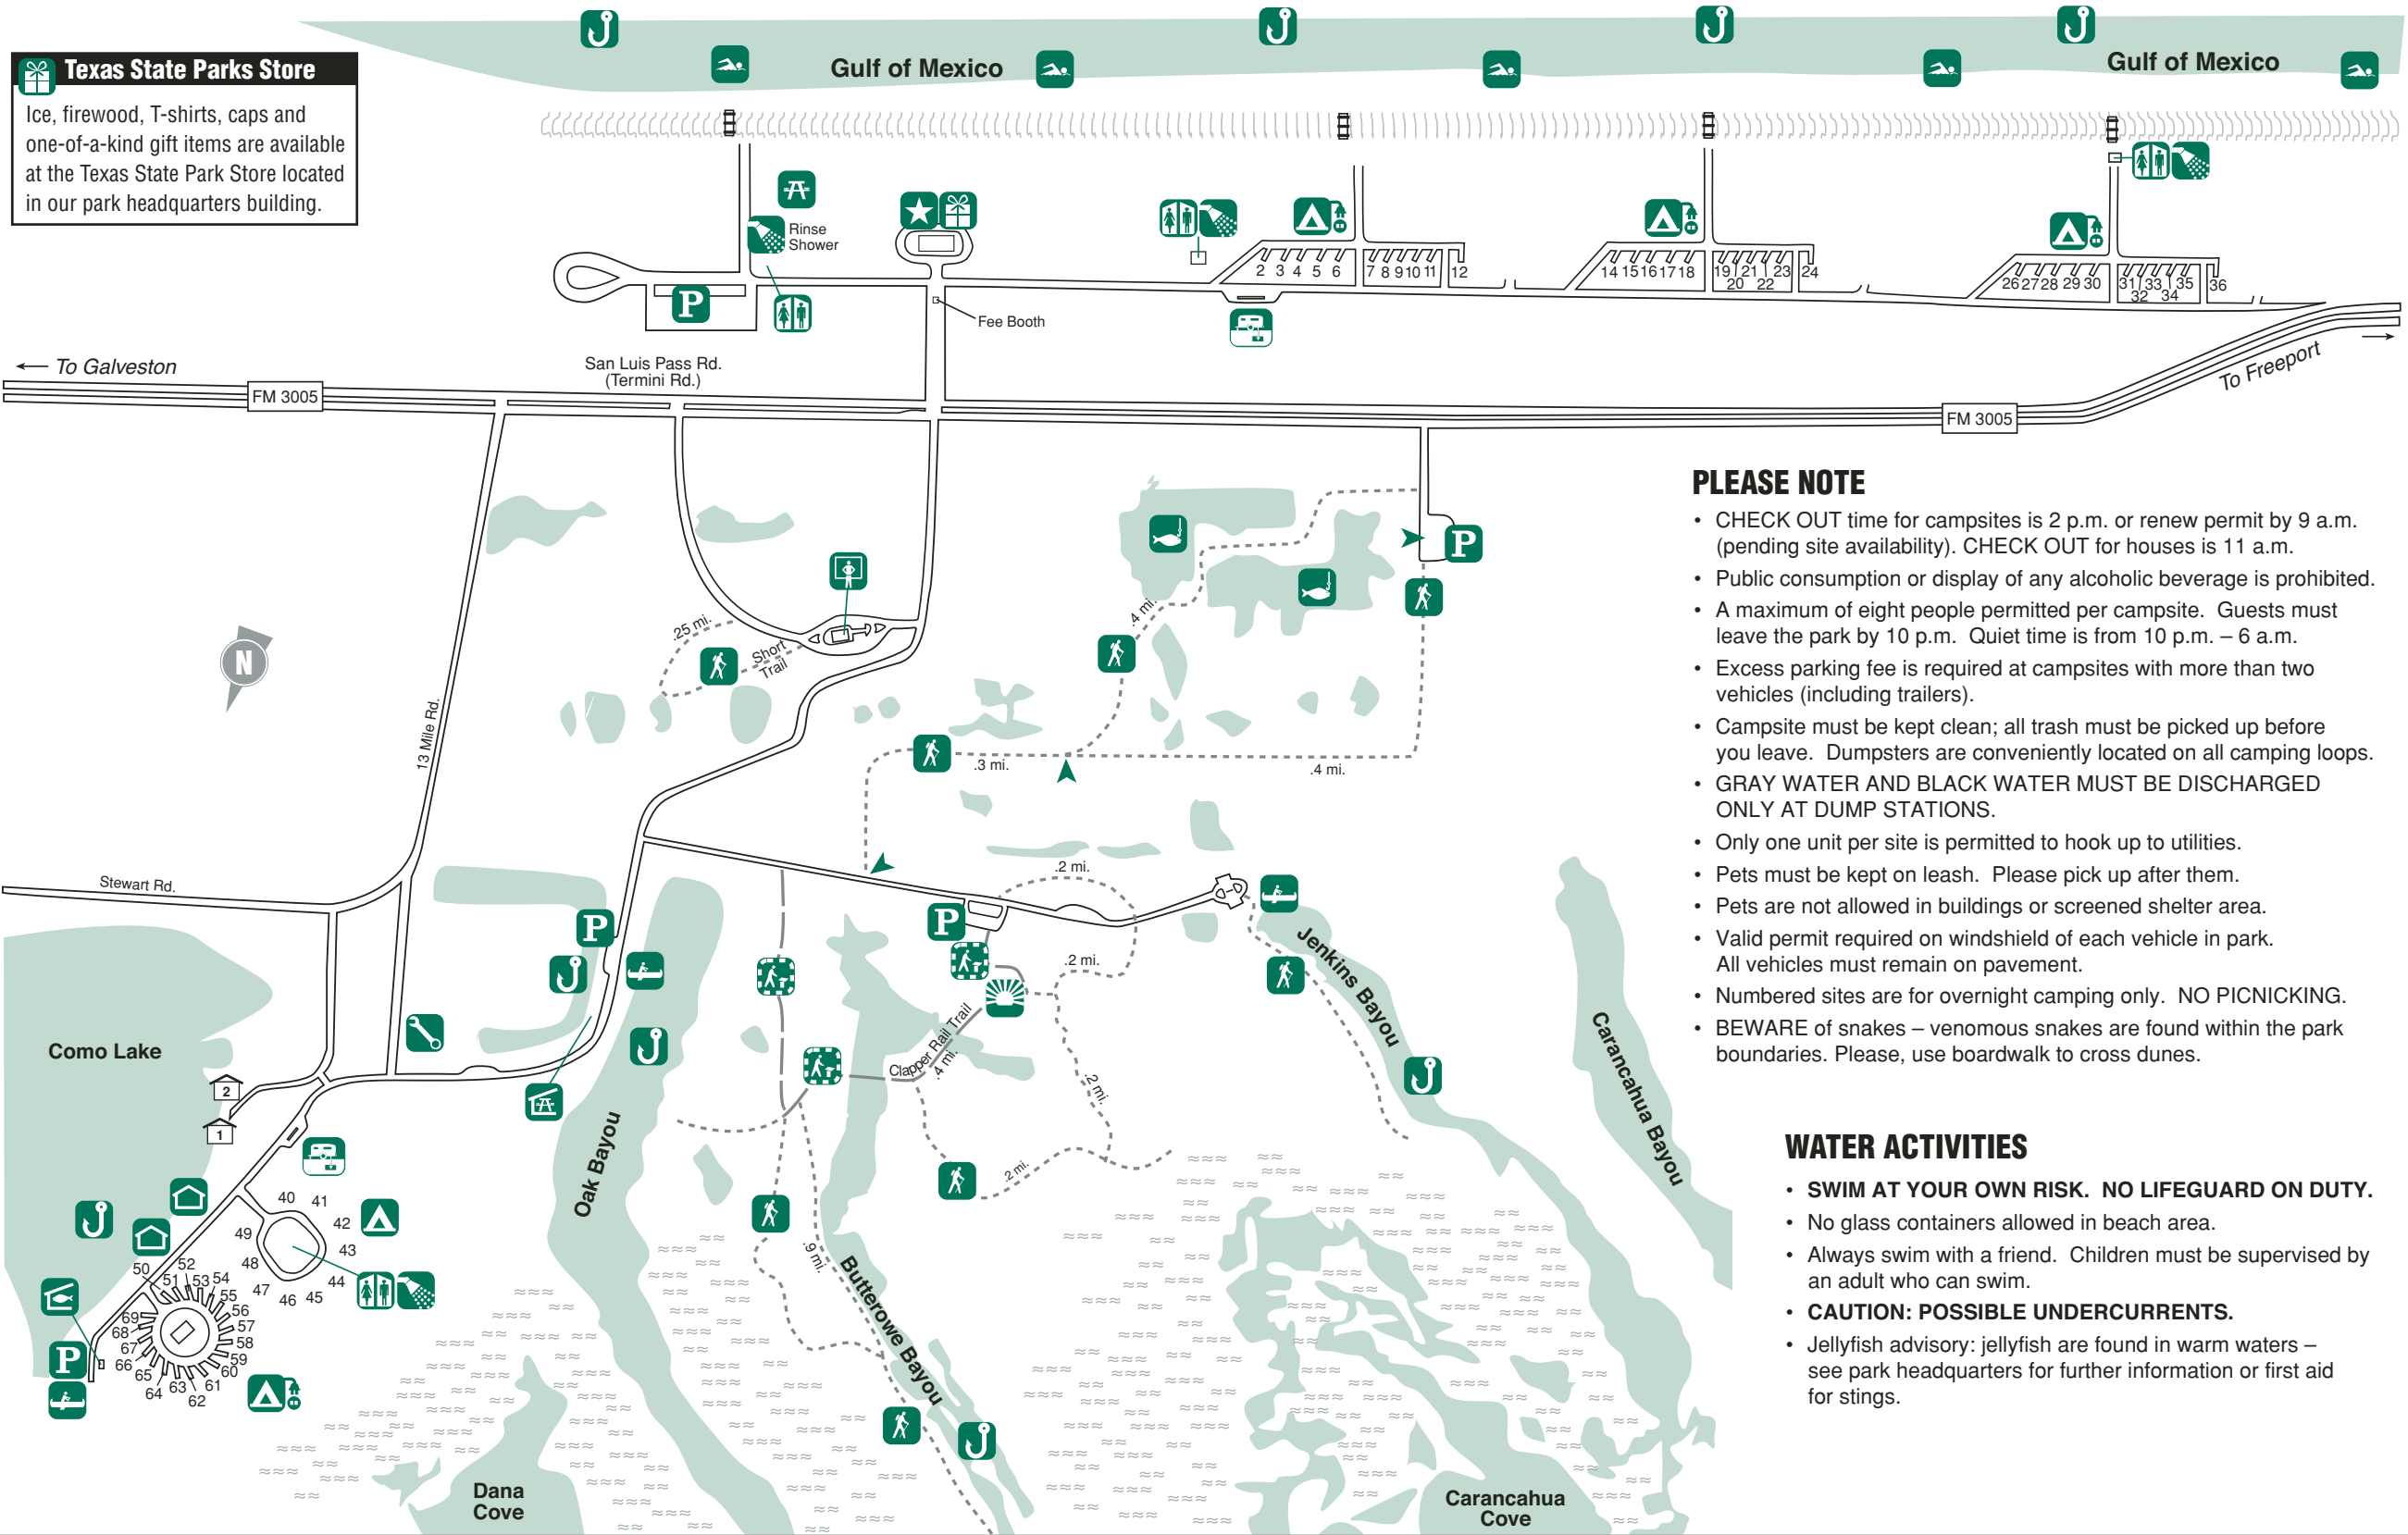 Texas State Parks Store
Ice, firewood, T-shirts, caps and
one-of-a-kind gift items are available
at the Texas State Park Store located
in our park headquarters building.
Gulf of Mexico
Gulf of Mexico
Rinse
Shower
2 3 4 5 6 7 8 9 10 11 12
14 15 16 17 18 19 21 23 24
20 22
26 27 28 29 30 31 33 35 36
32 34
P
Fee Booth
To Galveston
San Luis Pass Rd.
(Termini Rd.)
FM 3005
FM 3005
To Freeport
N
13 Mile Rd.
.25 mi.
Short
Trail
.4 mi.
P
.3 mi.
.4 mi.
Stewart Rd.
.2 mi.
P
P
.2 mi.
Clapper Rail Trail
.4 mi.
.2 mi.
.2 mi.
.9 mi.
Como Lake
2
1
Oak Bayou
Butterowe Bayou
Jenkins Bayou
Carancahua Bayou
40 41
42
43
44
45
46
47
48
49
50
51
52
53
54
55
56
57
58
59
60
61
62
63
64
65
66
67
68
69
P
Dana
Cove
Carancahua
Cove
PLEASE NOTE
• CHECK OUT time for campsites is 2 p.m. or renew permit by 9 a.m.
(pending site availability). CHECK OUT for houses is 11 a.m.
• Public consumption or display of any alcoholic beverage is prohibited.
• A maximum of eight people permitted per campsite. Guests must
leave the park by 10 p.m. Quiet time is from 10 p.m. – 6 a.m.
• Excess parking fee is required at campsites with more than two
vehicles (including trailers).
• Campsite must be kept clean; all trash must be picked up before
you leave. Dumpsters are conveniently located on all camping loops.
• GRAY WATER AND BLACK WATER MUST BE DISCHARGED
ONLY AT DUMP STATIONS.
• Only one unit per site is permitted to hook up to utilities.
• Pets must be kept on leash. Please pick up after them.
• Pets are not allowed in buildings or screened shelter area.
• Valid permit required on windshield of each vehicle in park.
All vehicles must remain on pavement.
• Numbered sites are for overnight camping only. NO PICNICKING.
• BEWARE of snakes – venomous snakes are found within the park
boundaries. Please, use boardwalk to cross dunes.
WATER ACTIVITIES
• SWIM AT YOUR OWN RISK. NO LIFEGUARD ON DUTY.
• No glass containers allowed in beach area.
• Always swim with a friend. Children must be supervised by
an adult who can swim.
• CAUTION: POSSIBLE UNDERCURRENTS.
• Jellyfish advisory: jellyfish are found in warm waters –
see park headquarters for further information or first aid
for stings.